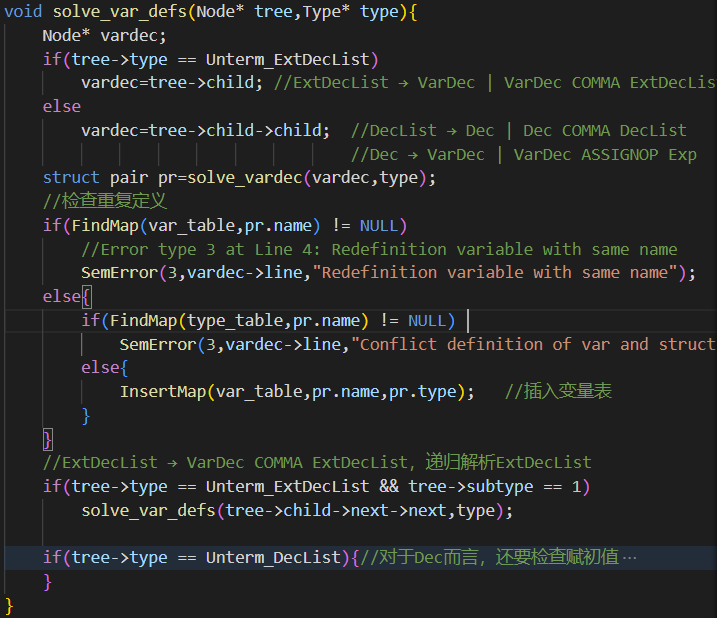 void solve_var_defs(Node* tree,Type* type){
    Node* vardec;
    if(tree->type == Unterm_ExtDecList)
        vardec=tree->child; //ExtDecList → VarDec | VarDec COMMA ExtDecLis
    else
        vardec=tree->child->child;  //DecList → Dec | Dec COMMA DecList
                                    //Dec → VarDec | VarDec ASSIGNOP Exp
    struct pair pr=solve_vardec(vardec,type);
    //检查重复定义
    if(FindMap(var_table,pr.name) != NULL)
        //Error type 3 at Line 4: Redefinition variable with same name
        SemError(3,vardec->line,"Redefinition variable with same name");
    else{
        if(FindMap(type_table,pr.name) != NULL)
            SemError(3,vardec->line,"Conflict definition of var and struct
        else{
            InsertMap(var_table,pr.name,pr.type);   //插入变量表
        }
    }
    //ExtDecList → VarDec COMMA ExtDecList, 递归解析ExtDecList
    if(tree->type == Unterm_ExtDecList && tree->subtype == 1)
        solve_var_defs(tree->child->next->next,type);
    if(tree->type == Unterm_DecList){//对于Dec而言，还要检查赋初值…
    }
}